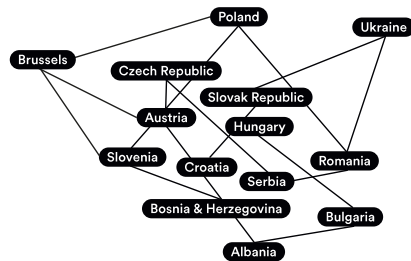 Poland
Ukraine
Brussels
Czech Republic
Slovak Republic
Austria
Hungary
Slovenia
Croatia
Romania
Serbia
Bosnia & Herzegovina
Bulgaria
Albania